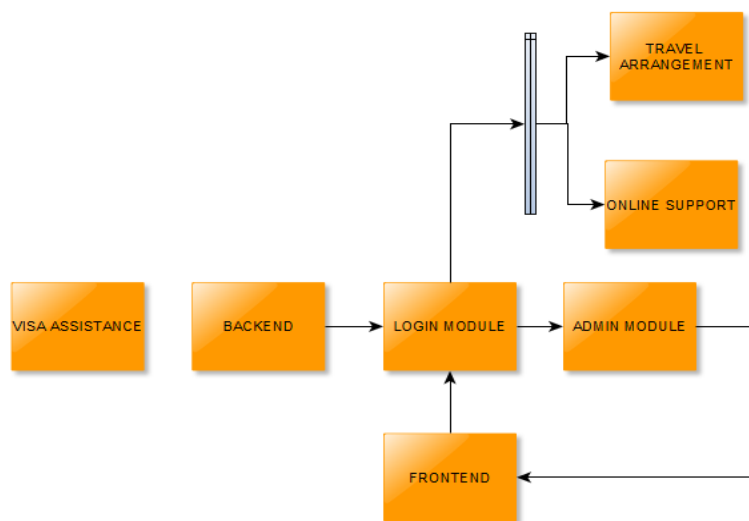 TRAVEL
ARRANGEMENT
ONLINE SUPPORT
VISA ASSISTANCE
BACKEND
LOGIN MODULE
ADMIN MODULE
FRONTEND